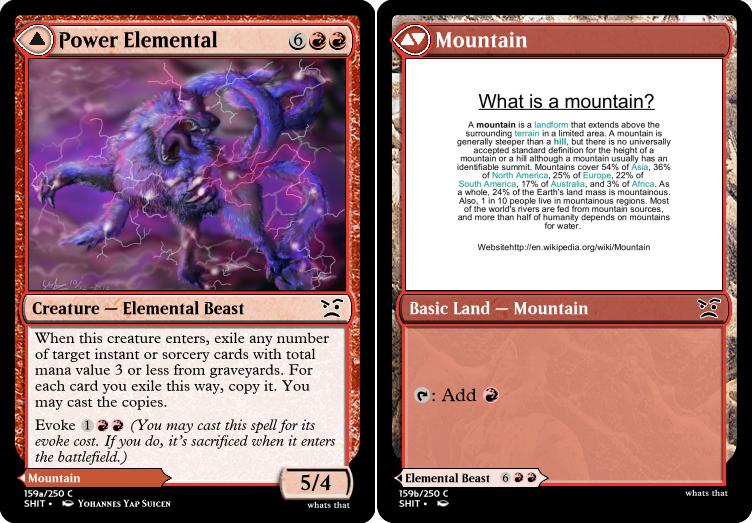 Power Elemental 6
Creature — Elemental Beast
When this creature enters, exile any number
of target instant or sorcery cards with total
mana value 3 or less from graveyards. For
each card you exile this way, copy it. You
may cast the copies.
Evoke 1 (You may cast this spell for its
evoke cost. If you do, it's sacrificed when it enters
the battlefield.)
Mountain
5/4
159a/250 C
SHIT • YOHANNES YAP SUICEN
whats that
Mountain
What is a mountain?
A mountain is a landform that extends above the
surrounding terrain in a limited area. A mountain is
generally steeper than a hill, but there is no universally
accepted standard definition for the height of a
mountain or a hill although a mountain usually has an
identifiable summit. Mountains cover 54% of Asia, 36%
of North America, 25% of Europe, 22% of
South America, 17% of Australia, and 3% of Africa. As
a whole, 24% of the Earth's land mass is mountainous.
Also, 1 in 10 people live in mountainous regions. Most
of the world's rivers are fed from mountain sources,
and more than half of humanity depends on mountains
for water.
Websitehttp://en.wikipedia.org/wiki/Mountain
Basic Land — Mountain
: Add
Elemental Beast 6
159b/250 C
SHIT •
whats that